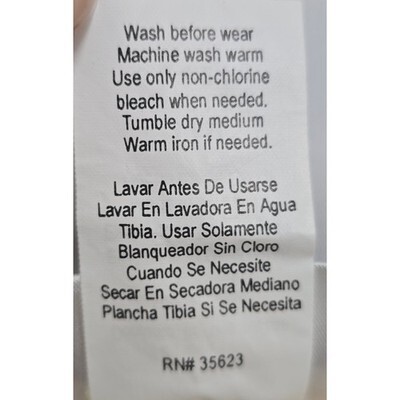 Wash before wear
Machine wash warm
Use only non-chlorine
bleach when needed.
Tumble dry medium
Warm iron if needed.
Lavar Antes De Usarse
Lavar En Lavadora En Agua
Tibia. Usar Solamente
Blanqueador Sin Cloro
Cuando Se Necesite
Secar En Secadora Mediano
Plancha Tibia Si Se Necesita
RN# 35623